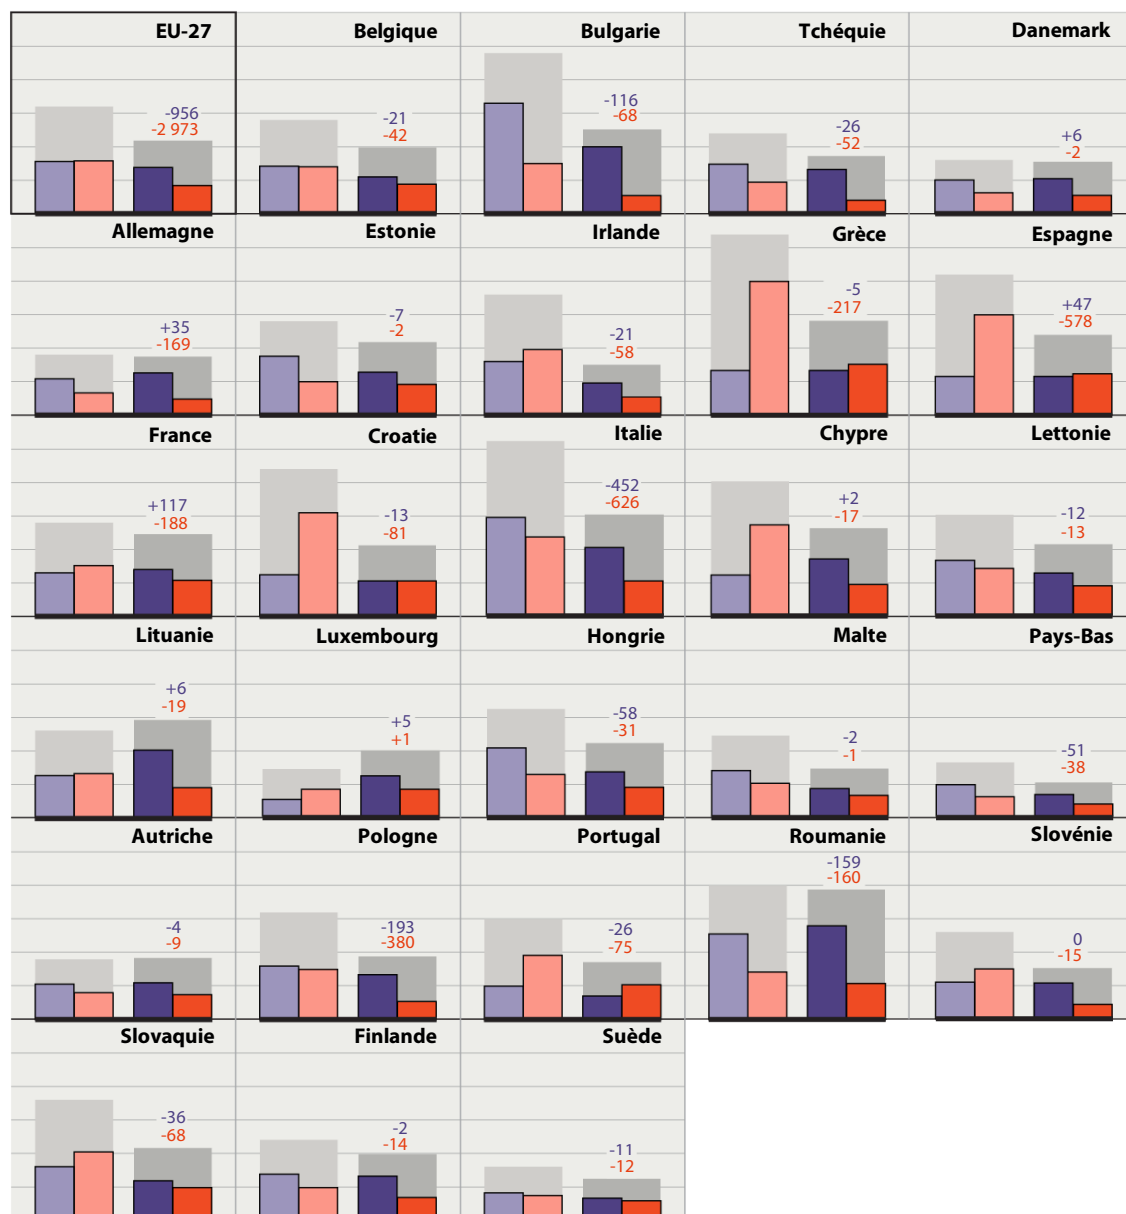 EU-27
-956
-2 973
Belgique
-21
-42
Bulgarie
-116
-68
Tchéquie
-26
-52
Danemark
+6
-2
Allemagne
+35
-169
Estonie
-7
-2
Irlande
-21
-58
Grèce
-5
-217
Espagne
+47
-578
France
+117
-188
Croatie
-13
-81
Italie
-452
-626
Chypre
+2
-17
Lettonie
-12
-13
Lituanie
+6
-19
Luxembourg
+5
+1
Hongrie
-58
-31
Malte
-2
-1
Pays-Bas
-51
-38
Autriche
-4
-9
Pologne
-193
-380
Portugal
-26
-75
Roumanie
-159
-160
Slovénie
0
-15
Slovaquie
-36
-68
Finlande
-2
-14
Suède
-11
-12